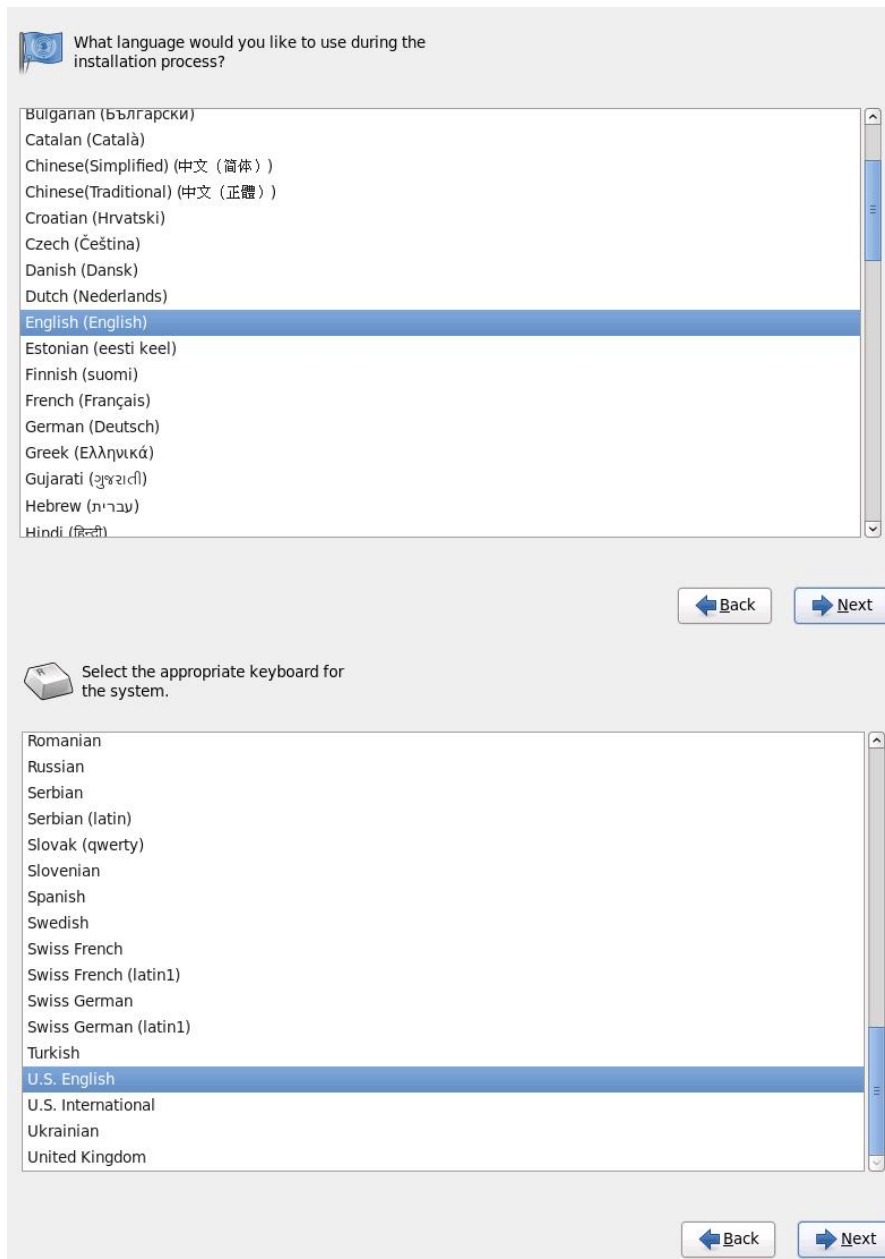 What language would you like to use during the
installation process?
Bulgarian (Български)
Catalan (Català)
Chinese(Simplified) (中文（简体）)
Chinese(Traditional) (中文（正體）)
Croatian (Hrvatski)
Czech (Čeština)
Danish (Dansk)
Dutch (Nederlands)
English (English)
Estonian (eesti keel)
Finnish (suomi)
French (Français)
German (Deutsch)
Greek (Ελληνικά)
Gujarati (ગુજરાતી)
Hebrew (עברית)
Hindi (हिन्दी)
Back
Next
R
Select the appropriate keyboard for
the system.
Romanian
Russian
Serbian
Serbian (latin)
Slovak (qwerty)
Slovenian
Spanish
Swedish
Swiss French
Swiss French (latin1)
Swiss German
Swiss German (latin1)
Turkish
U.S. English
U.S. International
Ukrainian
United Kingdom
Back
Next